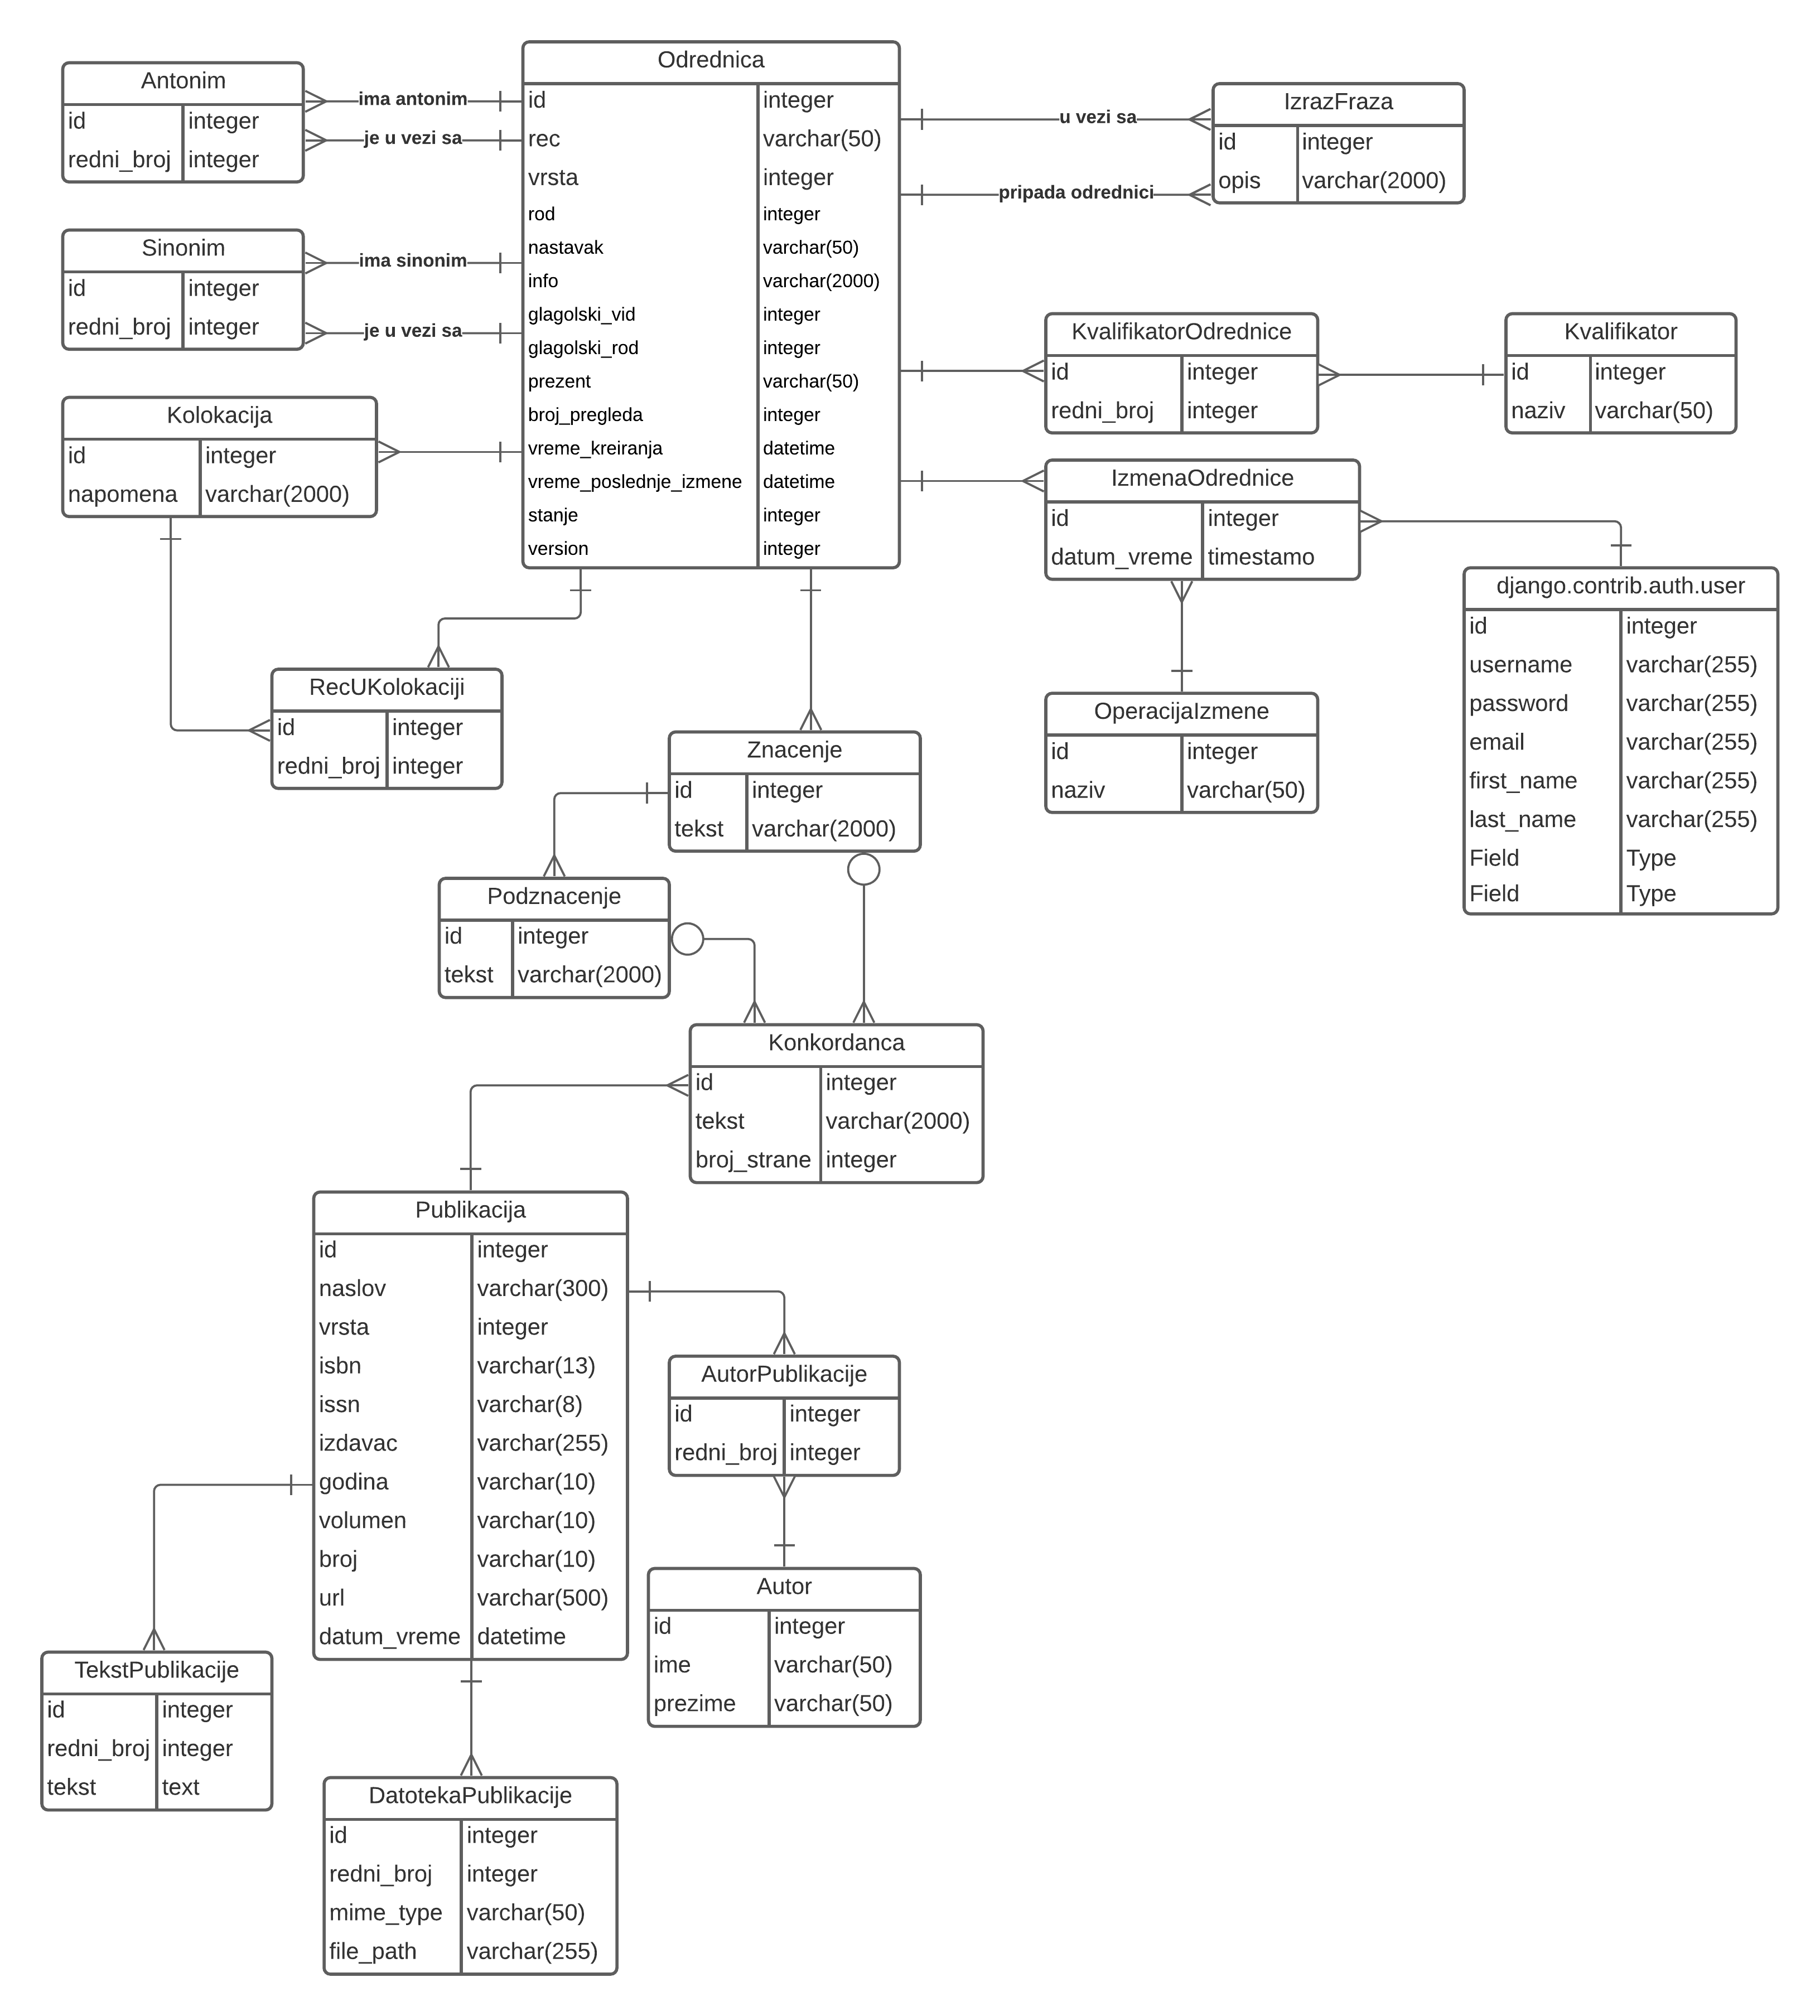 Odrednica
id integer
rec varchar(50)
vrsta integer
rod integer
nastavak varchar(50)
info varchar(2000)
glagolski_vid integer
glagolski_rod integer
prezent varchar(50)
broj_pregleda integer
vreme_kreiranja datetime
vreme_poslednje_izmene datetime
stanje integer
version integer
Antonim
id integer
redni_broj integer
ima antonim
je u vezi sa
Sinonim
id integer
redni_broj integer
ima sinonim
je u vezi sa
Kolokacija
id integer
napomena varchar(2000)
u vezi sa
pripada odrednici
IzrazFraza
id integer
opis varchar(2000)
KvalifikatorOdrednice
id integer
redni_broj integer
Kvalifikator
id integer
naziv varchar(50)
IzmenaOdrednice
id integer
datum_vreme timestamo
django.contrib.auth.user
id integer
username varchar(255)
password varchar(255)
email varchar(255)
first_name varchar(255)
last_name varchar(255)
Field Type
Field Type
OperacijaIzmene
id integer
naziv varchar(50)
RecUKolokaciji
id integer
redni_broj integer
Znacenje
id integer
tekst varchar(2000)
Podznacenje
id integer
tekst varchar(2000)
Konkordanca
id integer
tekst varchar(2000)
broj_strane integer
Publikacija
id integer
naslov varchar(300)
vrsta integer
isbn varchar(13)
issn varchar(8)
izdavac varchar(255)
godina varchar(10)
volumen varchar(10)
broj varchar(10)
url varchar(500)
datum_vreme datetime
AutorPublikacije
id integer
redni_broj integer
Autor
id integer
ime varchar(50)
prezime varchar(50)
TekstPublikacije
id integer
redni_broj integer
tekst text
DatotekaPublikacije
id integer
redni_broj integer
mime_type varchar(50)
file_path varchar(255)